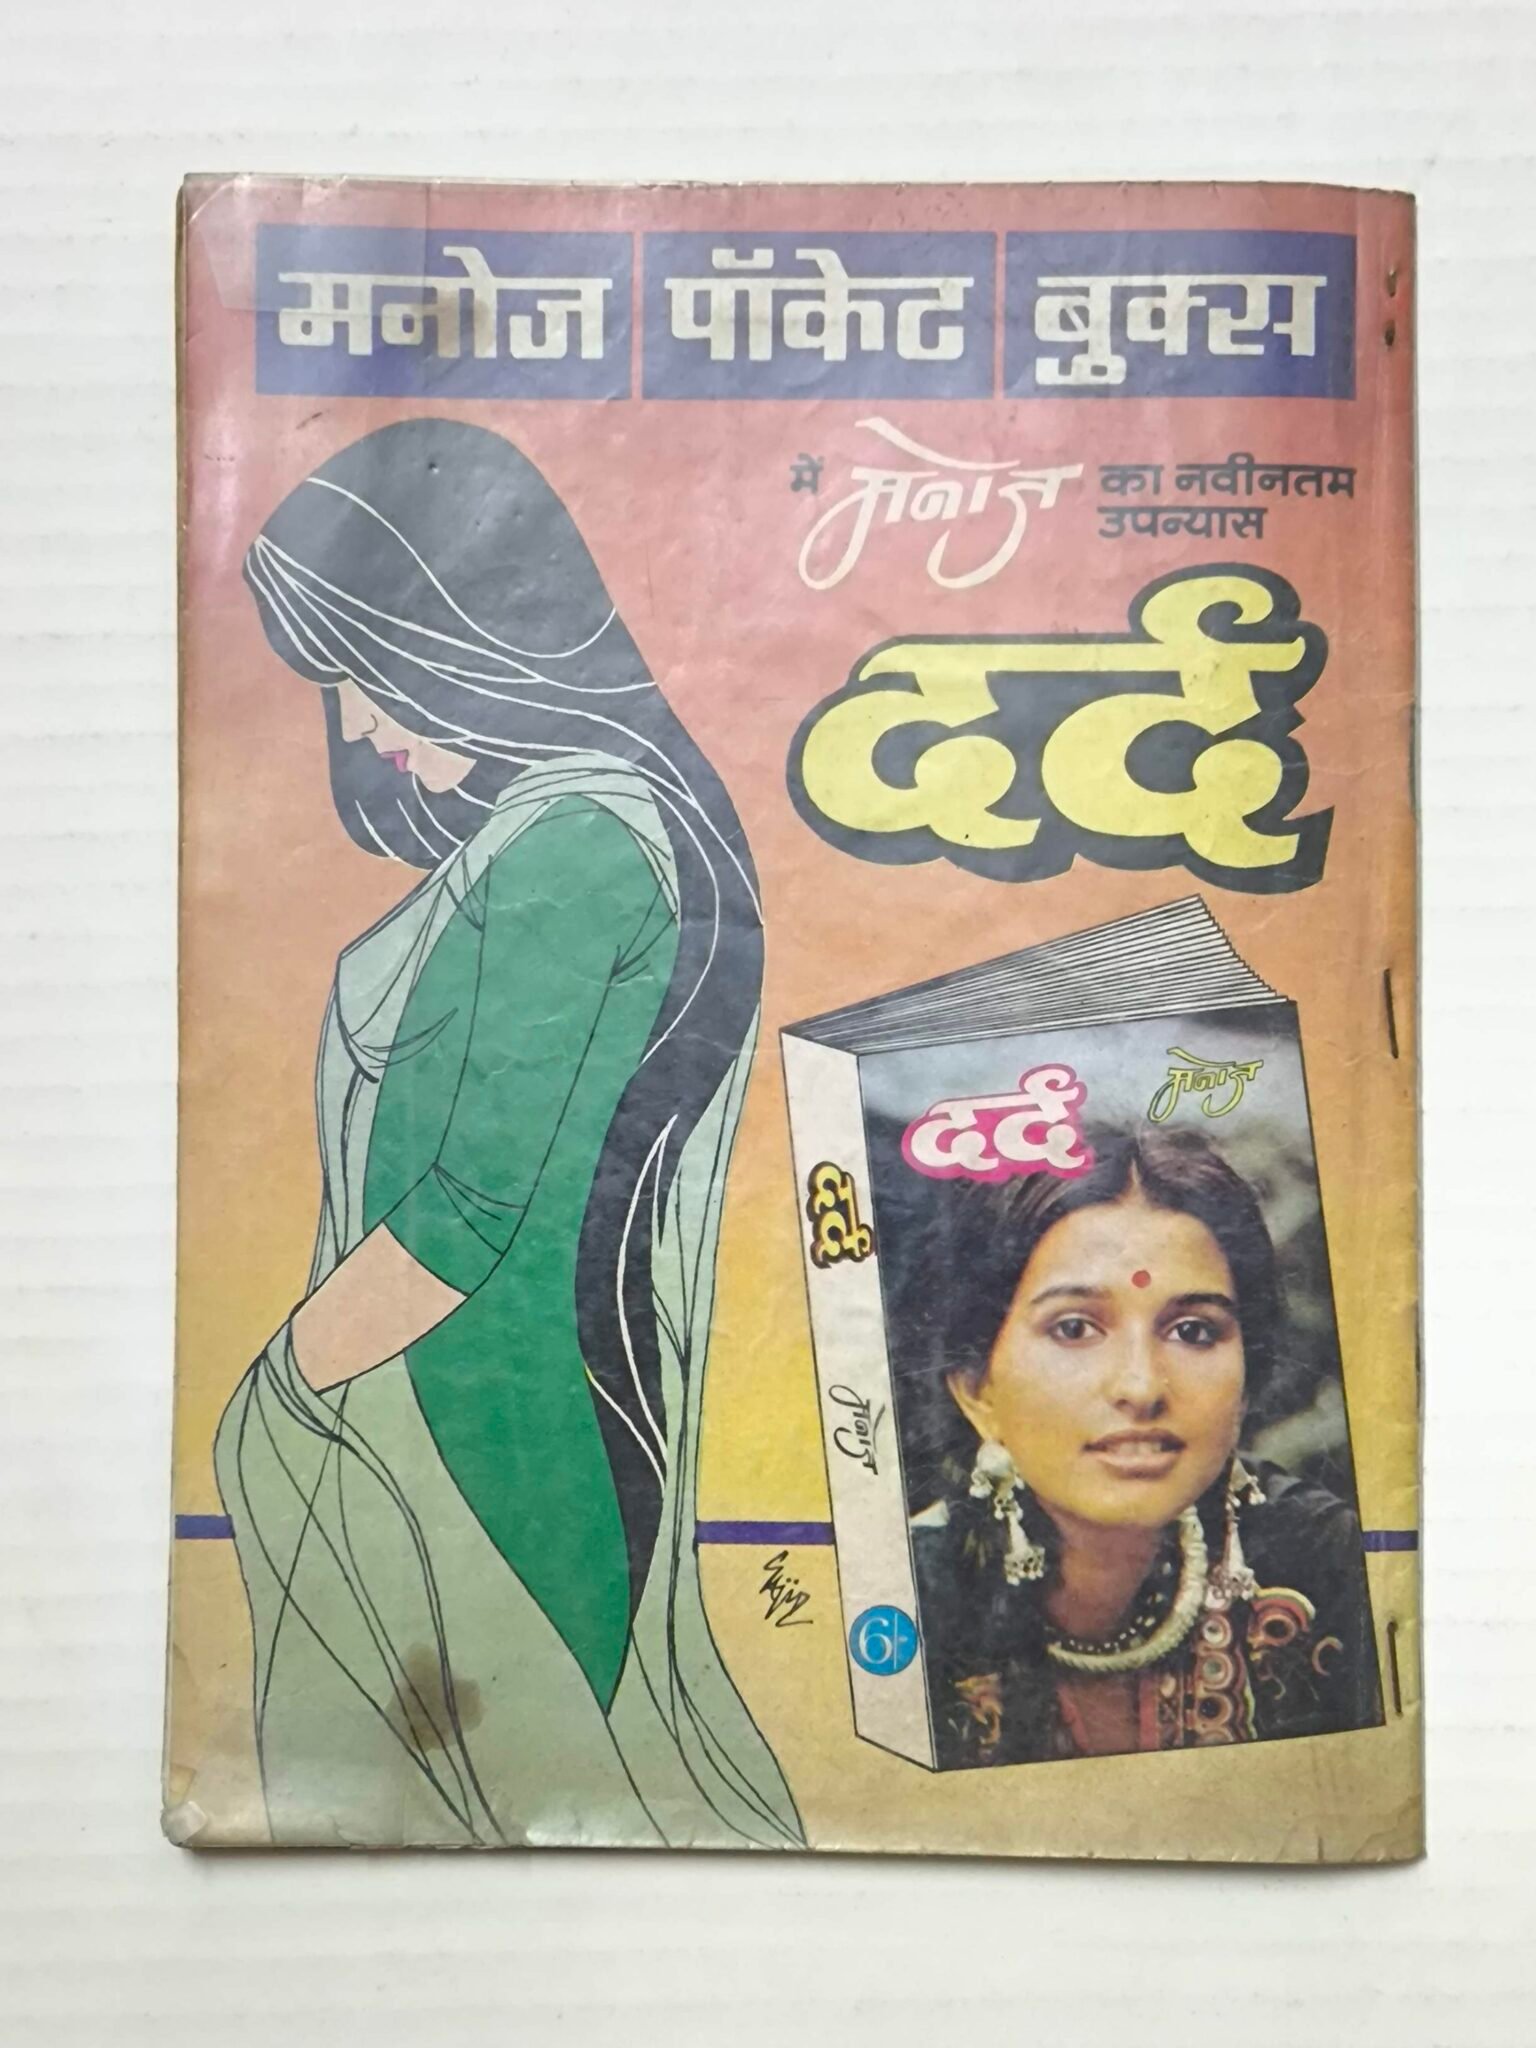 मनोज पॉकेट बुक्स
में मनोज का नवीनतम
उपन्यास
दर्द
दर्द मनोज
दर्द मनोज
6/-